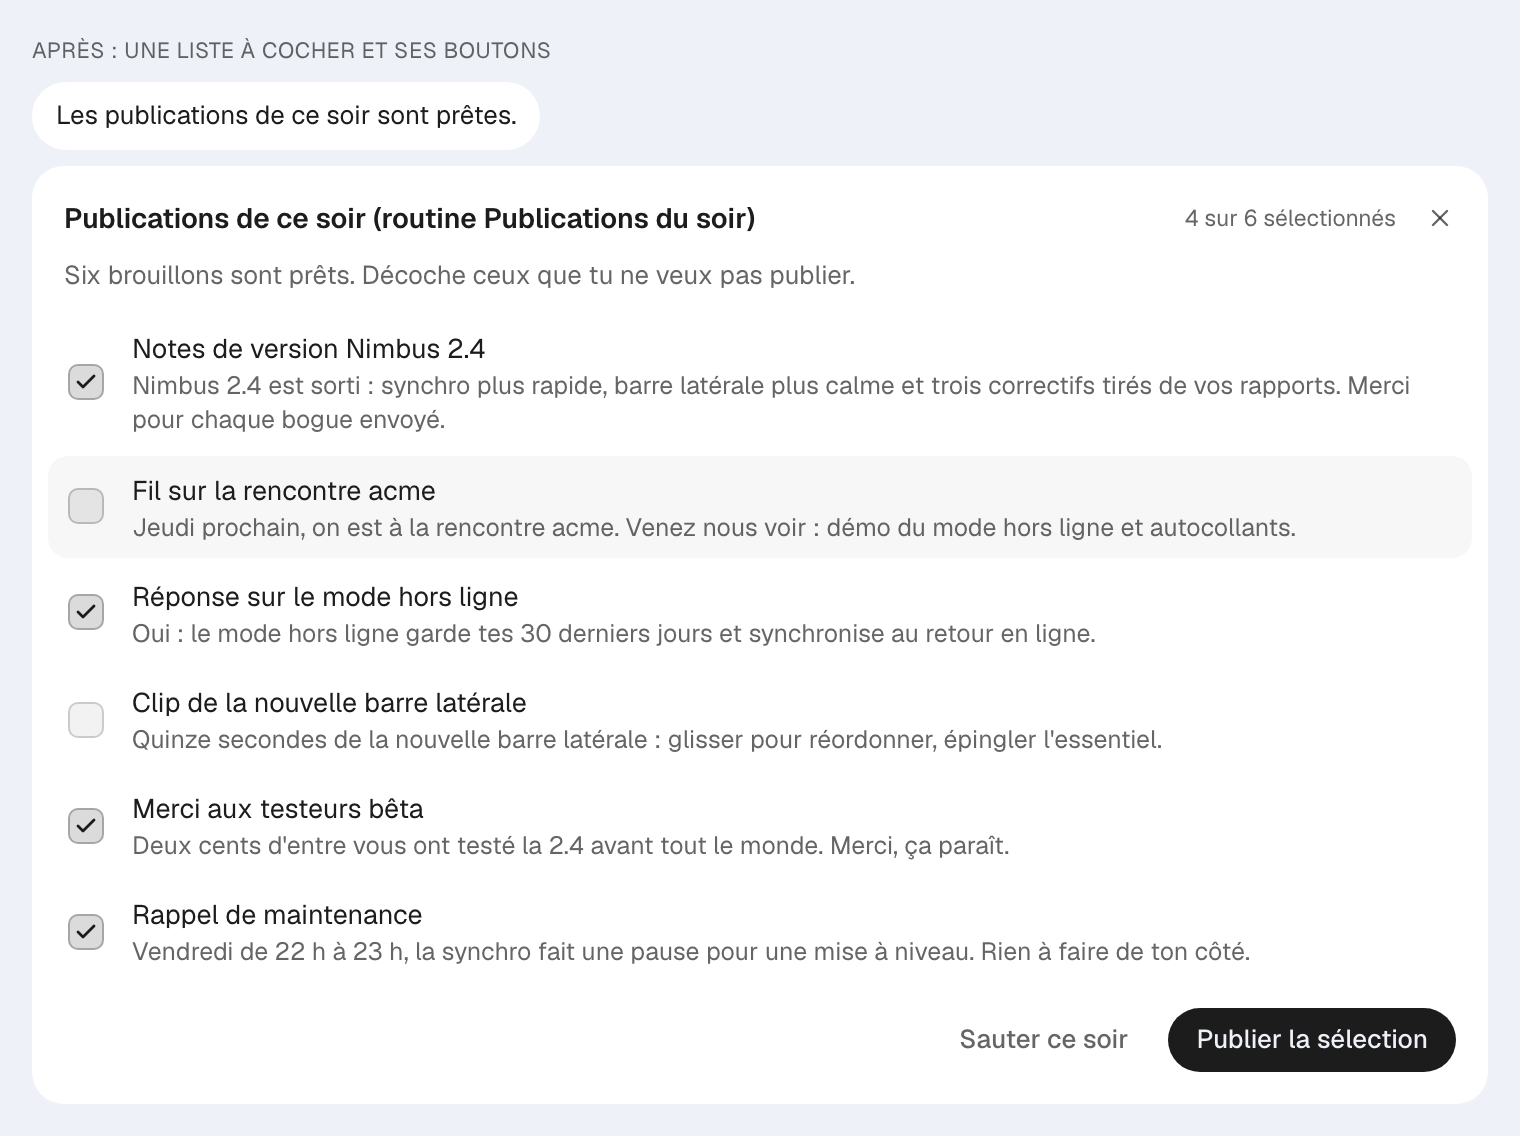 APRÈS : UNE LISTE À COCHER ET SES BOUTONS
Les publications de ce soir sont prêtes.
Publications de ce soir (routine Publications du soir)
4 sur 6 sélectionnés
Six brouillons sont prêts. Décoche ceux que tu ne veux pas publier.
Notes de version Nimbus 2.4
Nimbus 2.4 est sorti : synchro plus rapide, barre latérale plus calme et trois correctifs tirés de vos rapports. Merci
pour chaque bogue envoyé.
Fil sur la rencontre acme
Jeudi prochain, on est à la rencontre acme. Venez nous voir : démo du mode hors ligne et autocollants.
Réponse sur le mode hors ligne
Oui : le mode hors ligne garde tes 30 derniers jours et synchronise au retour en ligne.
Clip de la nouvelle barre latérale
Quinze secondes de la nouvelle barre latérale : glisser pour réordonner, épingler l'essentiel.
Merci aux testeurs bêta
Deux cents d'entre vous ont testé la 2.4 avant tout le monde. Merci, ça paraît.
Rappel de maintenance
Vendredi de 22 h à 23 h, la synchro fait une pause pour une mise à niveau. Rien à faire de ton côté.
Sauter ce soir
Publier la sélection